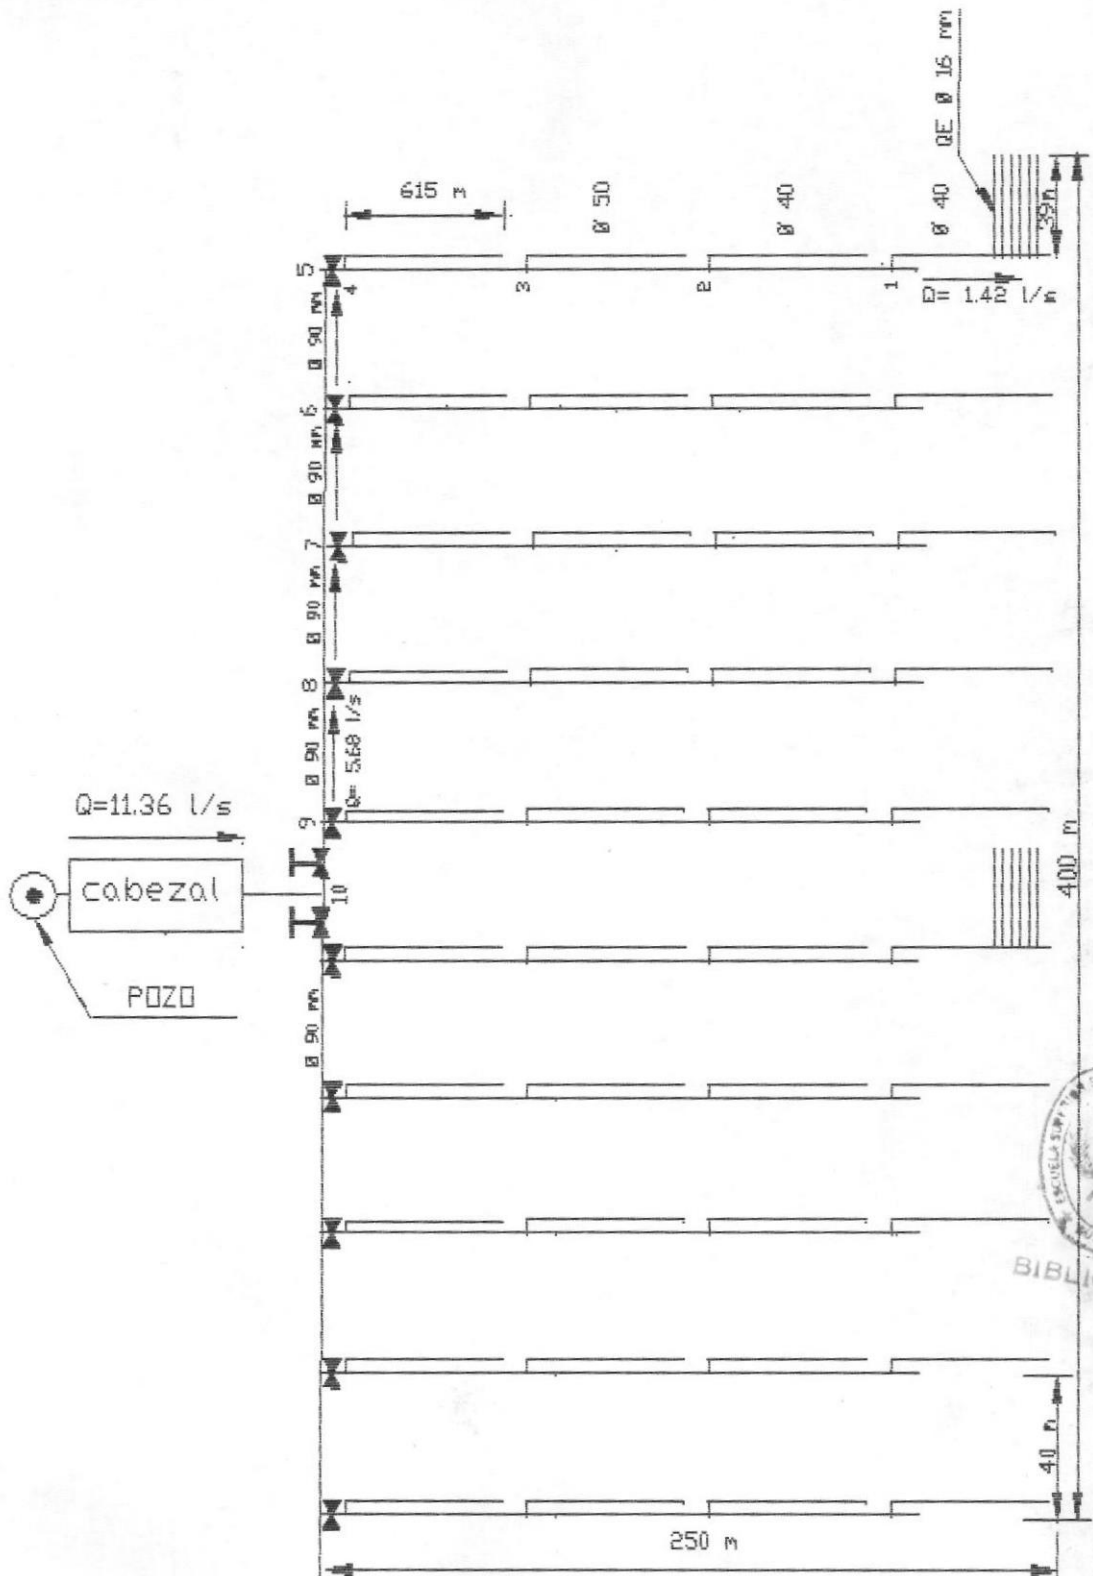 QE Ø 16 mm
615 m
Ø 50
Ø 40
Ø 40
39m
5
4
3
2
1
Q= 1.42 l/s
Ø 90 mm
6
Ø 90 mm
7
Ø 90 mm
8
Ø 90 mm
Q= 5.68 l/s
9
Q=11.36 l/s
cabezal
10
POZO
Ø 90 mm
400 m
ESCUELA
40 m
250 m